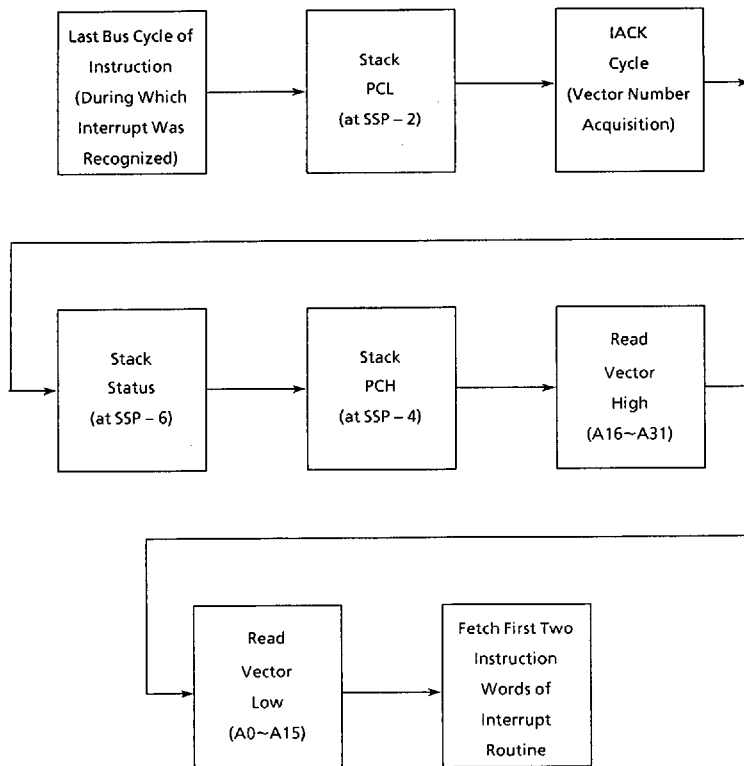 Last Bus Cycle of
Instruction
(During Which
Interrupt Was
Recognized)
Stack
PCL
(at SSP – 2)
IACK
Cycle
(Vector Number
Acquisition)
Stack
Status
(at SSP – 6)
Stack
PCH
(at SSP – 4)
Read
Vector
High
(A16~A31)
Read
Vector
Low
(A0~A15)
Fetch First Two
Instruction
Words of
Interrupt
Routine